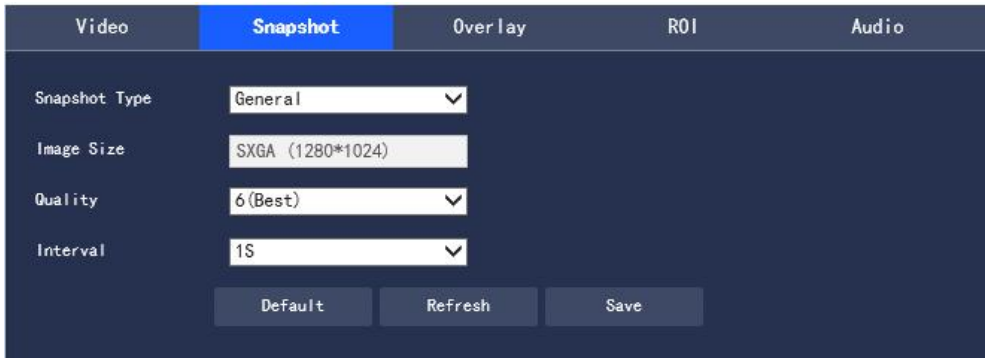 Video Snapshot Overlay ROI Audio
Snapshot Type General
Image Size SXGA (1280*1024)
Quality 6(Best)
Interval 1S
Default Refresh Save